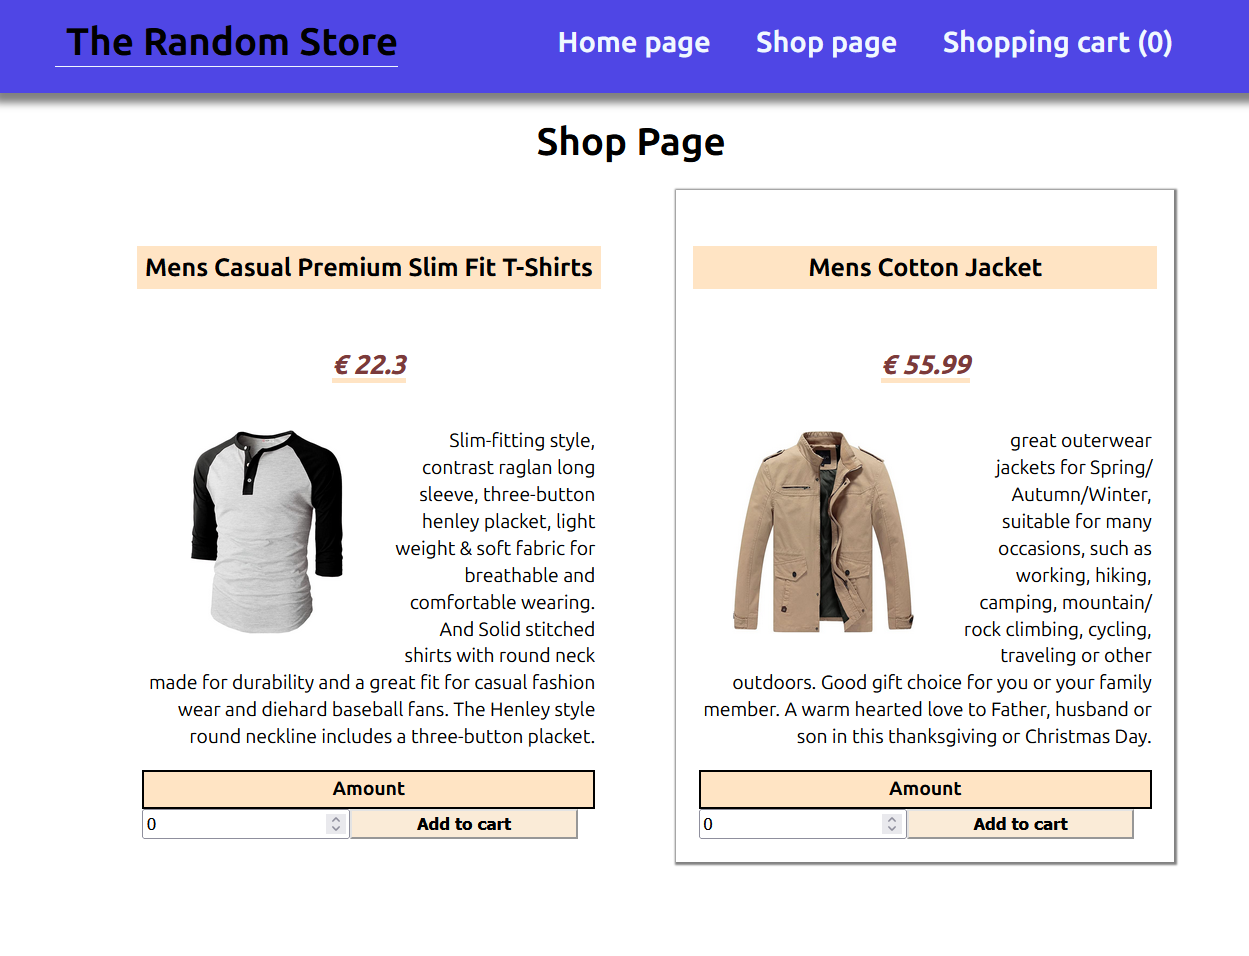 The Random Store
Home page
Shop page
Shopping cart (0)
Shop Page
Mens Casual Premium Slim Fit T-Shirts
€ 22.3
Slim-fitting style,
contrast raglan long
sleeve, three-button
henley placket, light
weight & soft fabric for
breathable and
comfortable wearing.
And Solid stitched
shirts with round neck
made for durability and a great fit for casual fashion
wear and diehard baseball fans. The Henley style
round neckline includes a three-button placket.
Amount
0
Add to cart
Mens Cotton Jacket
€ 55.99
great outerwear
jackets for Spring/
Autumn/Winter,
suitable for many
occasions, such as
working, hiking,
camping, mountain/
rock climbing, cycling,
traveling or other
outdoors. Good gift choice for you or your family
member. A warm hearted love to Father, husband or
son in this thanksgiving or Christmas Day.
Amount
0
Add to cart